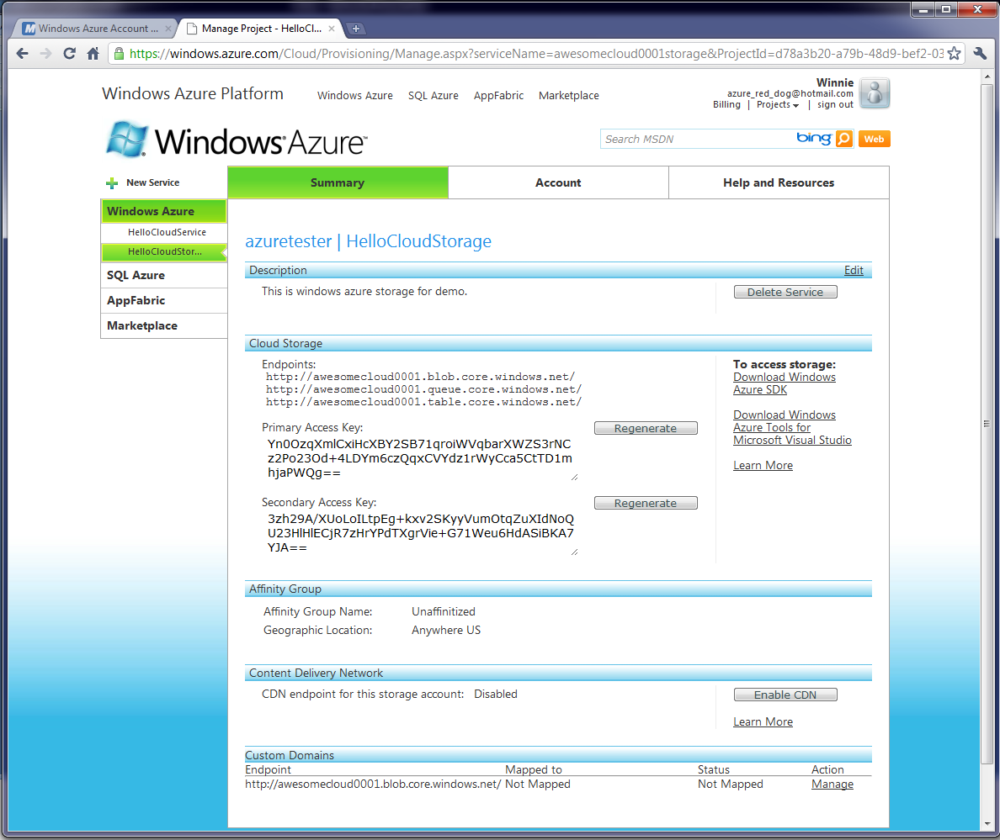 Windows Azure Account ...
Manage Project - HelloCl...
https://windows.azure.com/Cloud/Provisioning/Manage.aspx?serviceName=awesomecloud0001storage&ProjectId=d78a3b20-a79b-48d9-bef2-03
Windows Azure Platform
Windows Azure SQL Azure AppFabric Marketplace
Winnie
azure_red_dog@hotmail.com
Billing | Projects | sign out
Windows Azure™
Search MSDN bing Web
New Service
Summary Account Help and Resources
Windows Azure
HelloCloudService
HelloCloudStor...
SQL Azure
AppFabric
Marketplace
azuretester | HelloCloudStorage
Description Edit
This is windows azure storage for demo.
Delete Service
Cloud Storage
Endpoints:
http://awesomecloud0001.blob.core.windows.net/
http://awesomecloud0001.queue.core.windows.net/
http://awesomecloud0001.table.core.windows.net/
Primary Access Key: Regenerate
Yn0OzqXmlCxiHcXBY2SB71qroiWVqbarXWZS3rNC
z2Po23Od+4LDYm6czQqxCVYdz1rWyCca5CtTD1m
hjaPWQg==
Secondary Access Key: Regenerate
3zh29A/XUoLoILtpEg+kxv2SKyyVumOtqZuXIdNoQ
U23HlHlECjR7zHrYPdTXgrVie+G71Weu6HdASiBKA7
YJA==
To access storage:
Download Windows
Azure SDK
Download Windows
Azure Tools for
Microsoft Visual Studio
Learn More
Affinity Group
Affinity Group Name: Unaffinitized
Geographic Location: Anywhere US
Content Delivery Network
CDN endpoint for this storage account: Disabled
Enable CDN
Learn More
Custom Domains
Endpoint Mapped to Status Action
http://awesomecloud0001.blob.core.windows.net/ Not Mapped Not Mapped Manage